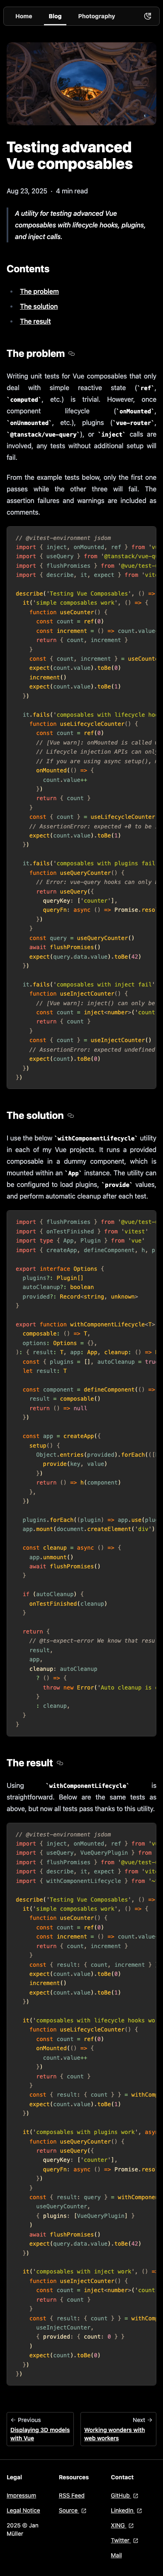 Home Blog Photography
Testing advanced
Vue composables
Aug 23, 2025 · 4 min read
A utility for testing advanced Vue
composables with lifecycle hooks, plugins,
and inject calls.
Contents
The problem
The solution
The result
The problem
Writing unit tests for Vue composables that only
deal with simple reactive state (`ref`,
`computed`, etc.) is trivial. However, once
component lifecycle (`onMounted`,
`onUnmounted`, etc.), plugins (`vue-router`,
`@tanstack/vue-query`), or `inject` calls are
involved, any tests without additional setup will
fail.
From the example tests below, only the first one
passes while the other three will fail. The
assertion failures and warnings are included as
comments.
// @vitest-environment jsdom
import { inject, onMounted, ref } from 'v
import { useQuery } from '@tanstack/vue-q
import { flushPromises } from '@vue/test-
import { describe, it, expect } from 'vit
describe('Testing Vue Composables', () =>
it('simple composables work', () => {
function useCounter() {
const count = ref(0)
const increment = () => count.value
return { count, increment }
}
const { count, increment } = useCounte
expect(count.value).toBe(0)
increment()
expect(count.value).toBe(1)
})
it.fails('composables with lifecycle hoo
function useLifecycleCounter() {
const count = ref(0)
// [Vue warn]: onMounted is called w
// Lifecycle injection APIs can only
// If you are using async setup(), m
onMounted(() => {
count.value++
})
return { count }
}
const { count } = useLifecycleCounter
// AssertionError: expected +0 to be
expect(count.value).toBe(1)
})
it.fails('composables with plugins fail
function useQueryCounter() {
// Error: vue-query hooks can only
return useQuery({
queryKey: ['counter'],
queryFn: async () => Promise.reso
})
}
const query = useQueryCounter()
await flushPromises()
expect(query.data.value).toBe(42)
})
it.fails('composables with inject fail'
function useInjectCounter() {
// [Vue warn]: inject() can only be
const count = inject<number>('count
return { count }
}
const { count } = useInjectCounter()
// AssertionError: expected undefined
expect(count).toBe(0)
})
})
The solution
I use the below `withComponentLifecycle` utility
in each of my Vue projects. It runs a provided
composable in a dummy component, which is
mounted within an `App` instance. The utility can
be configured to load plugins, `provide` values,
and perform automatic cleanup after each test.
import { flushPromises } from '@vue/test-
import { onTestFinished } from 'vitest'
import type { App, Plugin } from 'vue'
import { createApp, defineComponent, h, p
export interface Options {
plugins?: Plugin[]
autoCleanup?: boolean
provided?: Record<string, unknown>
}
export function withComponentLifecycle<T>
composable: () => T,
options: Options = {},
): { result: T, app: App, cleanup: () =>
const { plugins = [], autoCleanup = true
let result: T
const component = defineComponent(() =>
result = composable()
return () => null
})
const app = createApp({
setup() {
Object.entries(provided).forEach(([
provide(key, value)
})
return () => h(component)
},
})
plugins.forEach((plugin) => app.use(plu
app.mount(document.createElement('div')
const cleanup = async () => {
app.unmount()
await flushPromises()
}
if (autoCleanup) {
onTestFinished(cleanup)
}
return {
// @ts-expect-error We know that resu
result,
app,
cleanup: autoCleanup
? () => {
throw new Error('Auto cleanup is
}
: cleanup,
}
}
The result
Using `withComponentLifecycle` is
straightforward. Below are the same tests as
above, but now all tests pass thanks to this utility.
// @vitest-environment jsdom
import { inject, onMounted, ref } from 'v
import { useQuery, VueQueryPlugin } from
import { flushPromises } from '@vue/test-
import { describe, it, expect } from 'vit
import { withComponentLifecycle } from '~
describe('Testing Vue Composables', () =>
it('simple composables work', () => {
function useCounter() {
const count = ref(0)
const increment = () => count.value
return { count, increment }
}
const { result: { count, increment } =
expect(count.value).toBe(0)
increment()
expect(count.value).toBe(1)
})
it('composables with lifecycle hooks wo
function useLifecycleCounter() {
const count = ref(0)
onMounted(() => {
count.value++
})
return { count }
}
const { result: { count } } = withComp
expect(count.value).toBe(1)
})
it('composables with plugins work', asy
function useQueryCounter() {
return useQuery({
queryKey: ['counter'],
queryFn: async () => Promise.reso
})
}
const { result: query } = withComponen
useQueryCounter,
{ plugins: [VueQueryPlugin] }
)
await flushPromises()
expect(query.data.value).toBe(42)
})
it('composables with inject work', () =
function useInjectCounter() {
const count = inject<number>('count
return { count }
}
const { result: { count } } = withComp
useInjectCounter,
{ provided: { count: 0 } }
)
expect(count).toBe(0)
})
})
← Previous
Displaying 3D models
with Vue
Next →
Working wonders with
web workers
Legal Resources Contact
Impressum RSS Feed GitHub
Legal Notice Source LinkedIn
2025 © Jan
Müller
XING
Twitter
Mail